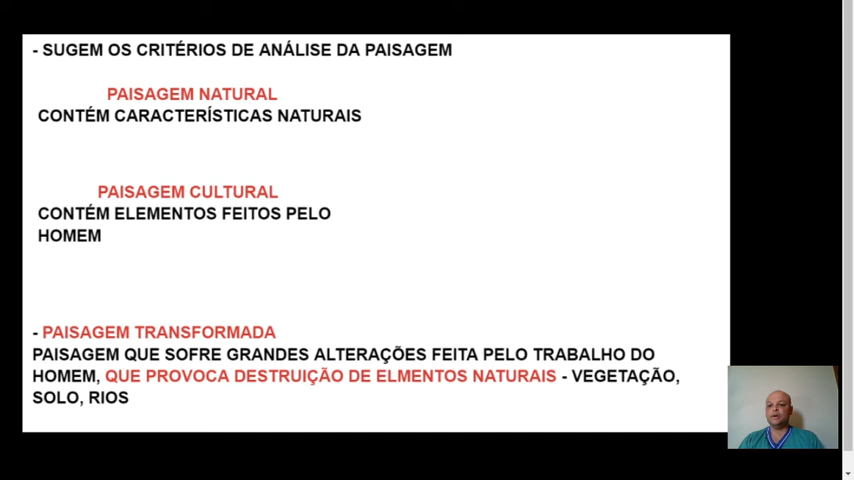 - SUGEM OS CRITÉRIOS DE ANÁLISE DA PAISAGEM
PAISAGEM NATURAL
CONTÉM CARACTERÍSTICAS NATURAIS
PAISAGEM CULTURAL
CONTÉM ELEMENTOS FEITOS PELO
HOMEM
- PAISAGEM TRANSFORMADA
PAISAGEM QUE SOFRE GRANDES ALTERAÇÕES FEITA PELO TRABALHO DO
HOMEM, QUE PROVOCA DESTRUIÇÃO DE ELMENTOS NATURAIS - VEGETAÇÃO,
SOLO, RIOS